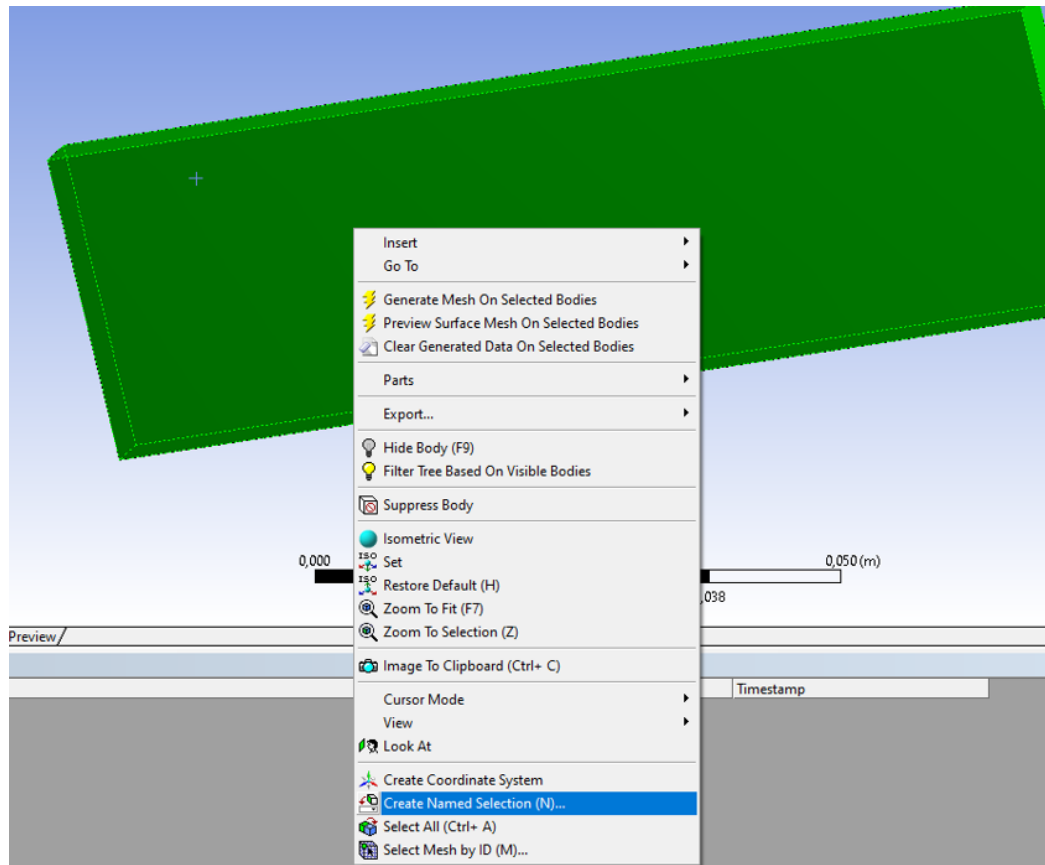 Insert
Go To
Generate Mesh On Selected Bodies
Preview Surface Mesh On Selected Bodies
Clear Generated Data On Selected Bodies
Parts
Export...
Hide Body (F9)
Filter Tree Based On Visible Bodies
Suppress Body
Isometric View
ISO Set
ISO Restore Default (H)
Zoom To Fit (F7)
Zoom To Selection (Z)
Image To Clipboard (Ctrl+ C)
Cursor Mode
View
Look At
Create Coordinate System
Create Named Selection (N)...
Select All (Ctrl+ A)
Select Mesh by ID (M)...
0,000
0,050 (m)
,038
Preview
Timestamp